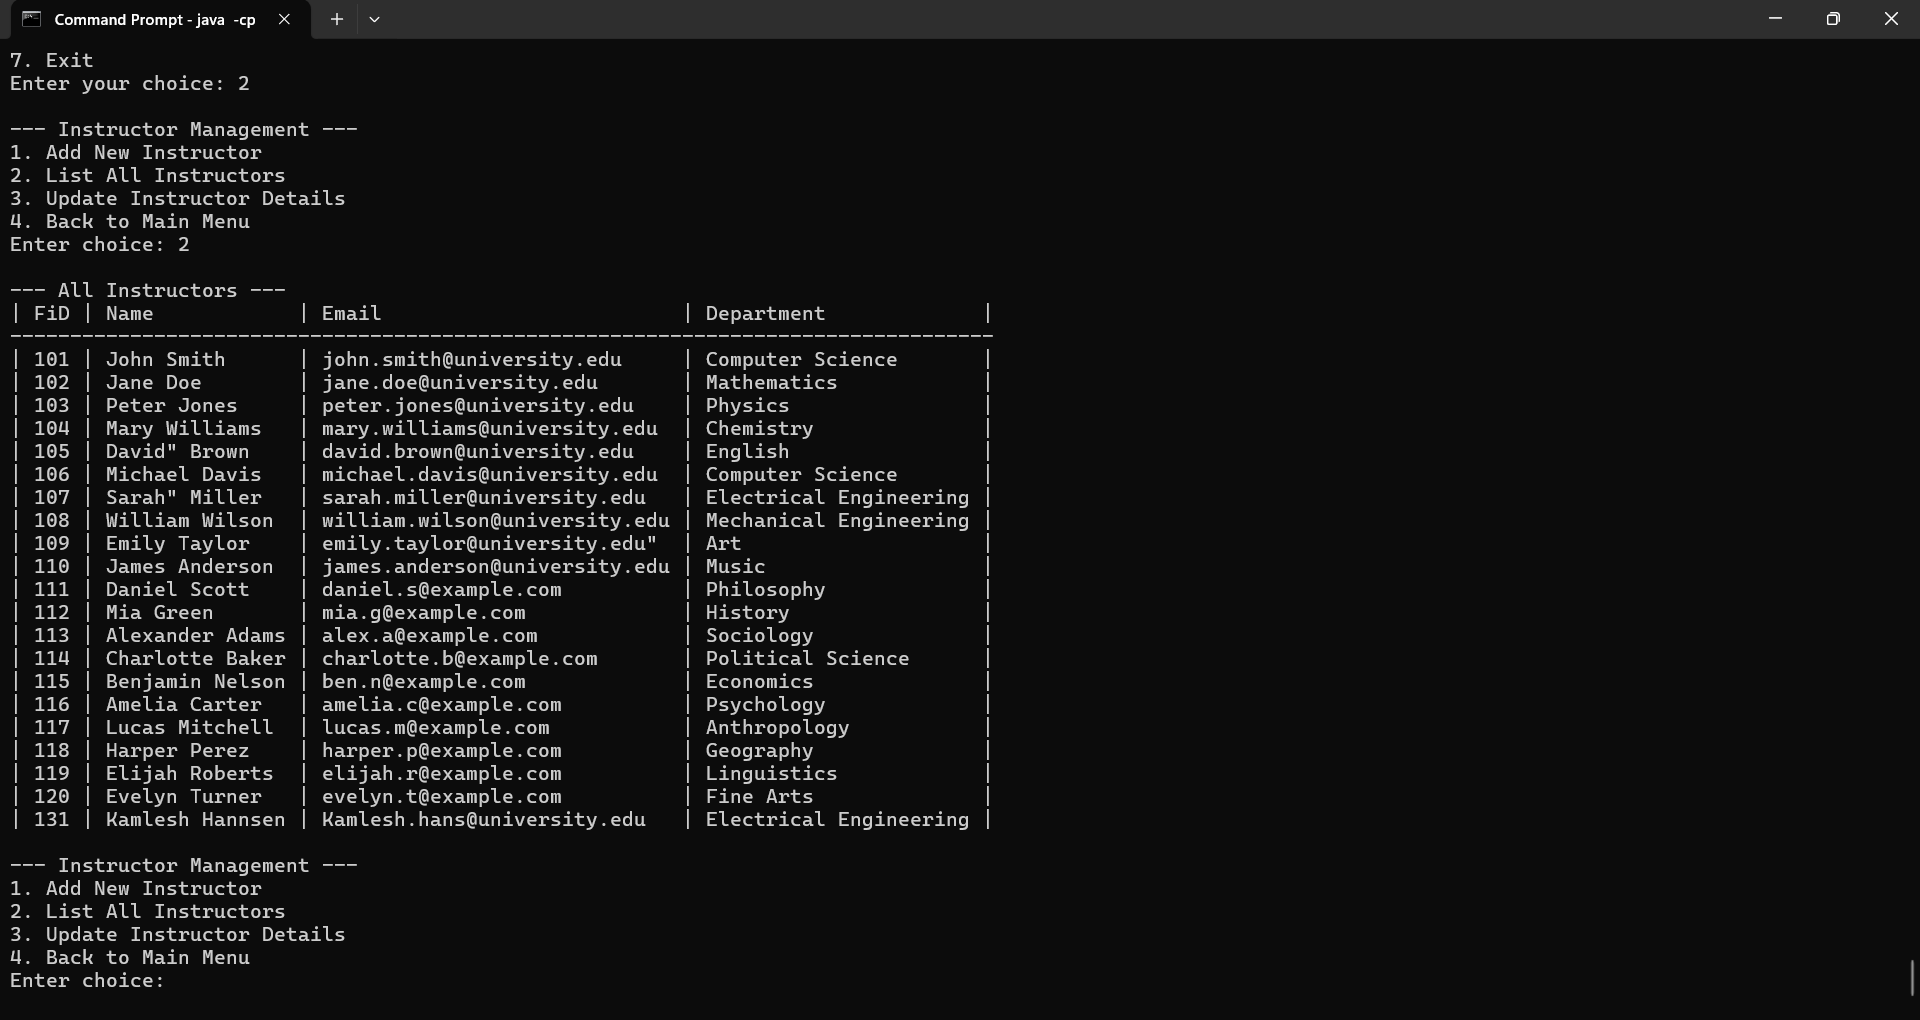 Command Prompt - java -cp
7. Exit
Enter your choice: 2
--- Instructor Management ---
1. Add New Instructor
2. List All Instructors
3. Update Instructor Details
4. Back to Main Menu
Enter choice: 2
--- All Instructors ---
| FiD | Name            | Email                         | Department             |
----------------------------------------------------------------------------------
| 101 | John Smith      | john.smith@university.edu     | Computer Science       |
| 102 | Jane Doe        | jane.doe@university.edu       | Mathematics            |
| 103 | Peter Jones     | peter.jones@university.edu    | Physics                |
| 104 | Mary Williams   | mary.williams@university.edu  | Chemistry              |
| 105 | David" Brown    | david.brown@university.edu    | English                |
| 106 | Michael Davis   | michael.davis@university.edu  | Computer Science       |
| 107 | Sarah" Miller   | sarah.miller@university.edu   | Electrical Engineering |
| 108 | William Wilson  | william.wilson@university.edu | Mechanical Engineering |
| 109 | Emily Taylor    | emily.taylor@university.edu"  | Art                    |
| 110 | James Anderson  | james.anderson@university.edu | Music                  |
| 111 | Daniel Scott    | daniel.s@example.com          | Philosophy             |
| 112 | Mia Green       | mia.g@example.com             | History                |
| 113 | Alexander Adams | alex.a@example.com            | Sociology              |
| 114 | Charlotte Baker | charlotte.b@example.com       | Political Science      |
| 115 | Benjamin Nelson | ben.n@example.com             | Economics              |
| 116 | Amelia Carter   | amelia.c@example.com          | Psychology             |
| 117 | Lucas Mitchell  | lucas.m@example.com           | Anthropology           |
| 118 | Harper Perez    | harper.p@example.com          | Geography              |
| 119 | Elijah Roberts  | elijah.r@example.com          | Linguistics            |
| 120 | Evelyn Turner   | evelyn.t@example.com          | Fine Arts              |
| 131 | Kamlesh Hannsen | Kamlesh.hans@university.edu   | Electrical Engineering |
--- Instructor Management ---
1. Add New Instructor
2. List All Instructors
3. Update Instructor Details
4. Back to Main Menu
Enter choice: